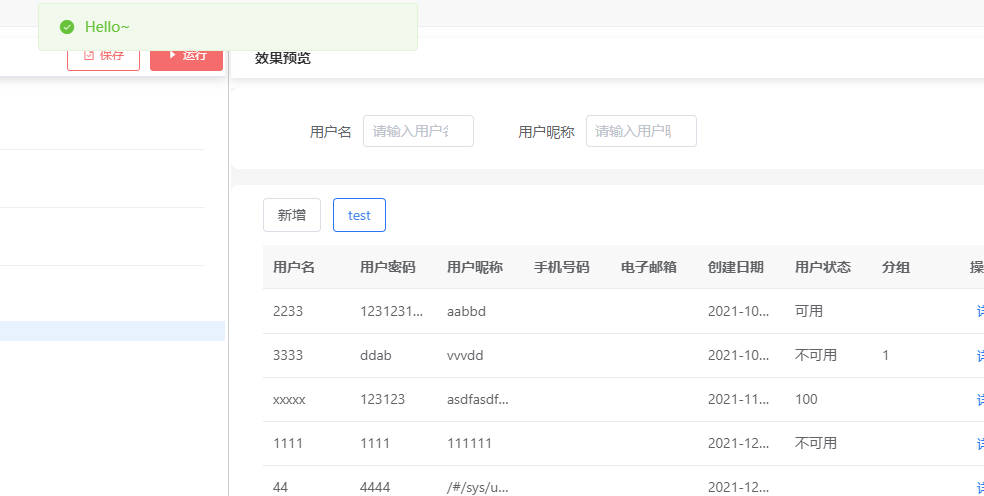 Hello~
保存 运行
效果预览
用户名 请输入用户名 用户昵称 请输入用户昵
新增 test
用户名 用户密码 用户昵称 手机号码 电子邮箱 创建日期 用户状态 分组 操
2233 1231231... aabbd 2021-10... 可用 详
3333 ddab vvvdd 2021-10... 不可用 1 详
xxxxx 123123 asdfasdf... 2021-11... 100 详
1111 1111 111111 2021-12... 不可用 详
44 4444 /#/sys/u... 2021-12... 详